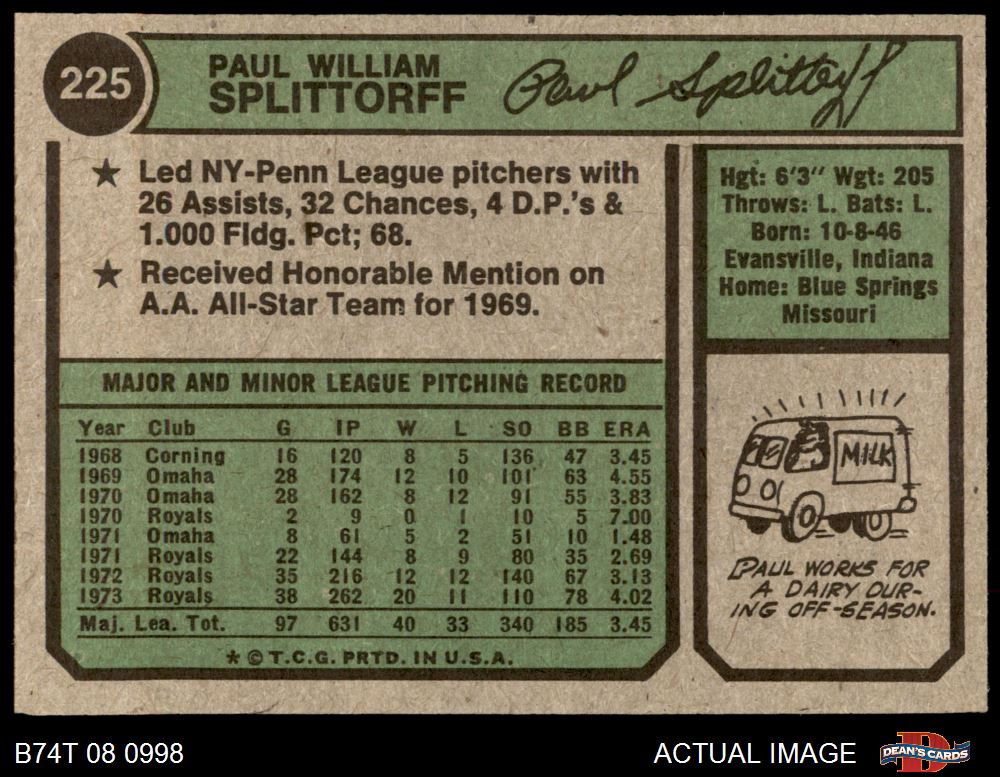 225
PAUL WILLIAM
SPLITTORFF
Paul Splittorff
★ Led NY-Penn League pitchers with
26 Assists, 32 Chances, 4 D.P.'s &
1.000 Fldg. Pct; 68.
★ Received Honorable Mention on
A.A. All-Star Team for 1969.
Hgt: 6'3" Wgt: 205
Throws: L. Bats: L.
Born: 10-8-46
Evansville, Indiana
Home: Blue Springs
Missouri
MAJOR AND MINOR LEAGUE PITCHING RECORD
Year Club G IP W L SO BB ERA
1968 Corning 16 120 8 5 136 47 3.45
1969 Omaha 28 174 12 10 101 63 4.55
1970 Omaha 28 162 8 12 91 55 3.83
1970 Royals 2 9 0 1 10 5 7.00
1971 Omaha 8 61 5 2 51 10 1.48
1971 Royals 22 144 8 9 80 35 2.69
1972 Royals 35 216 12 12 140 67 3.13
1973 Royals 38 262 20 11 110 78 4.02
Maj. Lea. Tot. 97 631 40 33 340 185 3.45
★ © T.C.G. PRTD. IN U.S.A.
MILK
PAUL WORKS FOR
A DAIRY DUR-
ING OFF-SEASON.
B74T 08 0998
ACTUAL IMAGE
DEAN'S CARDS